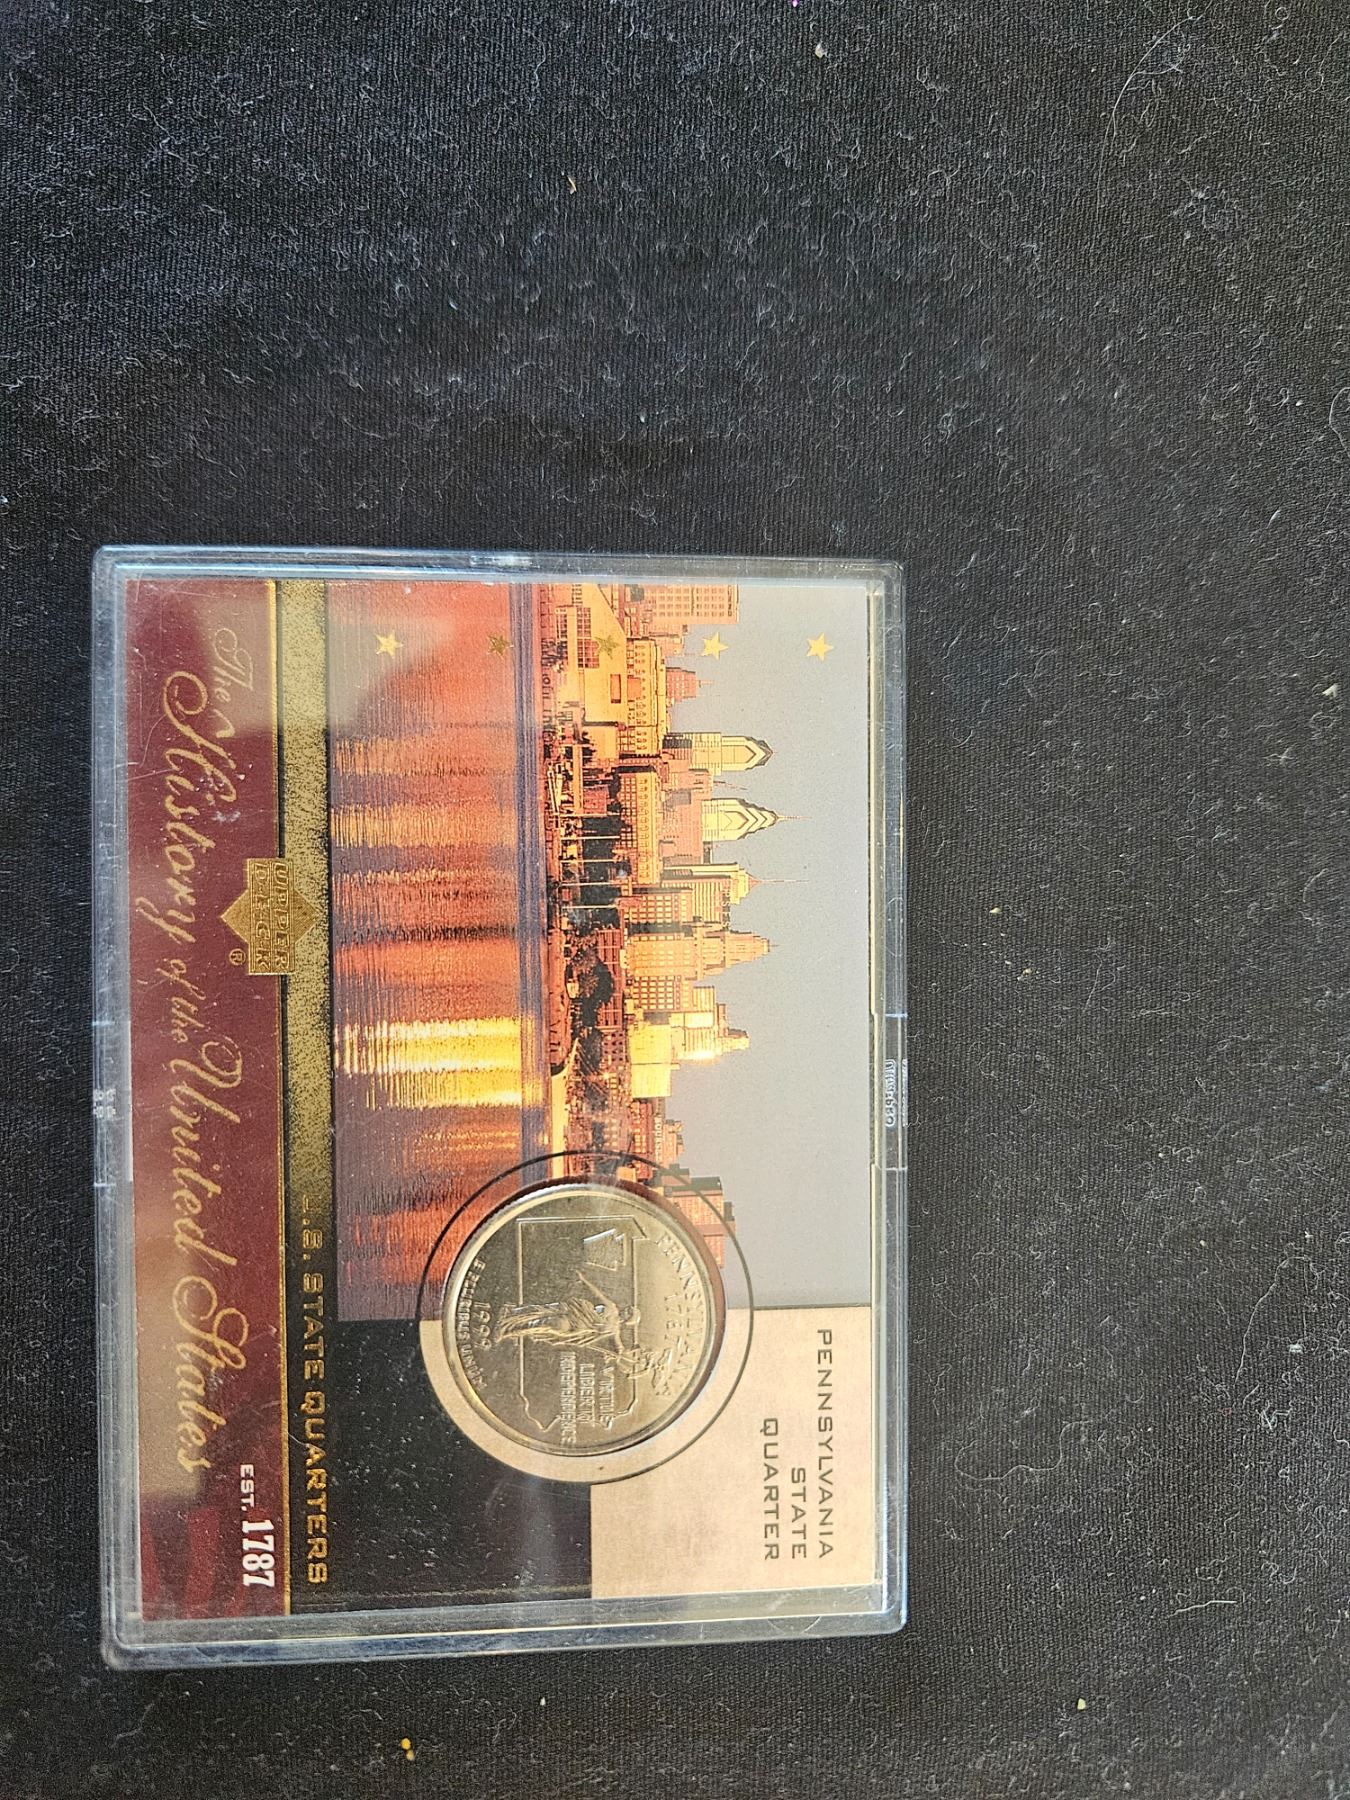 PENNSYLVANIA
STATE
QUARTER
PENNSYLVANIA
1787
VIRTUE
LIBERTY
INDEPENDENCE
1999
E PLURIBUS UNUM
U.S. STATE QUARTERS
UPPER
DECK
®
The History of the United States
EST. 1787